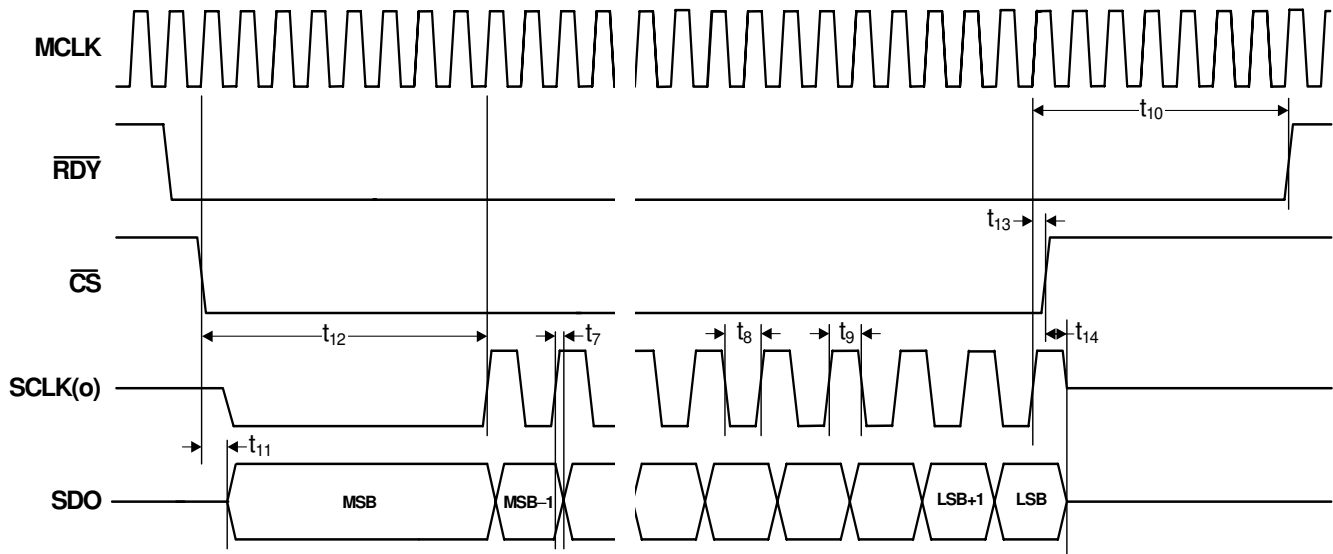 MCLK
t10
RDY
t13
CS
t12
t7
t8
t9
t14
SCLK(o)
t11
SDO
MSB
MSB–1
LSB+1
LSB